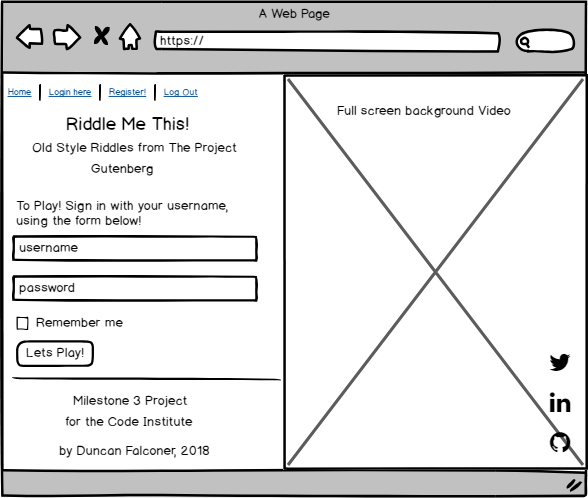 A Web Page
https://
Home
Login here
Register!
Log Out
Riddle Me This!
Old Style Riddles from The Project
Gutenberg
To Play! Sign in with your username,
using the form below!
username
password
Remember me
Lets Play!
Milestone 3 Project
for the Code Institute
by Duncan Falconer, 2018
Full screen background Video
in